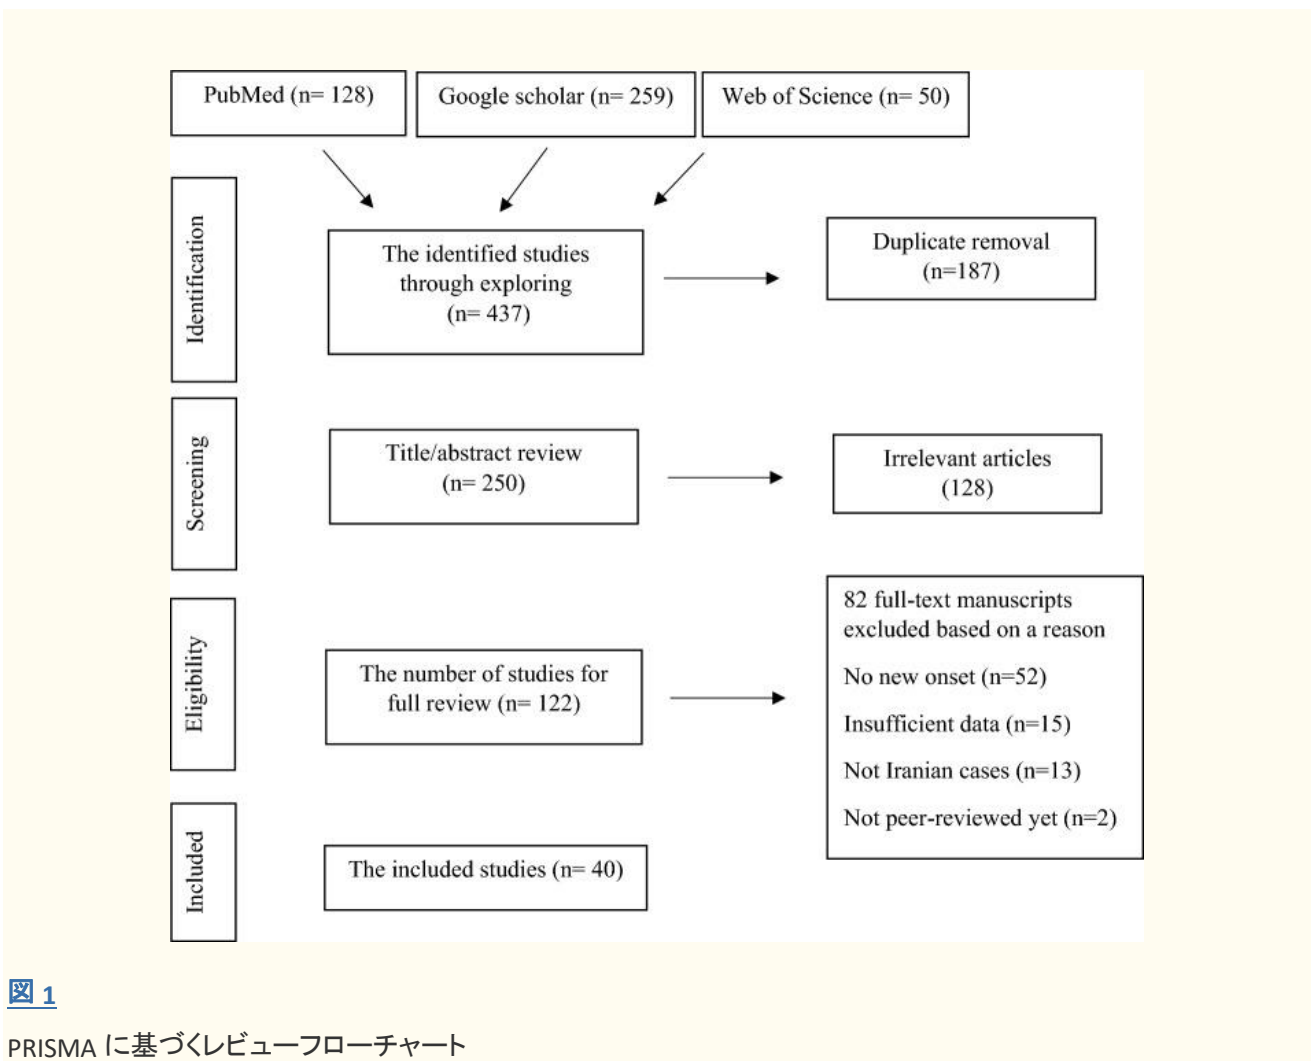 PubMed (n= 128)
Google scholar (n= 259)
Web of Science (n= 50)
Identification
The identified studies
through exploring
(n= 437)
Duplicate removal
(n=187)
Screening
Title/abstract review
(n= 250)
Irrelevant articles
(128)
Eligibility
The number of studies for
full review (n= 122)
82 full-text manuscripts
excluded based on a reason
No new onset (n=52)
Insufficient data (n=15)
Not Iranian cases (n=13)
Not peer-reviewed yet (n=2)
Included
The included studies (n= 40)
図 1
PRISMA に基づくレビューフローチャート